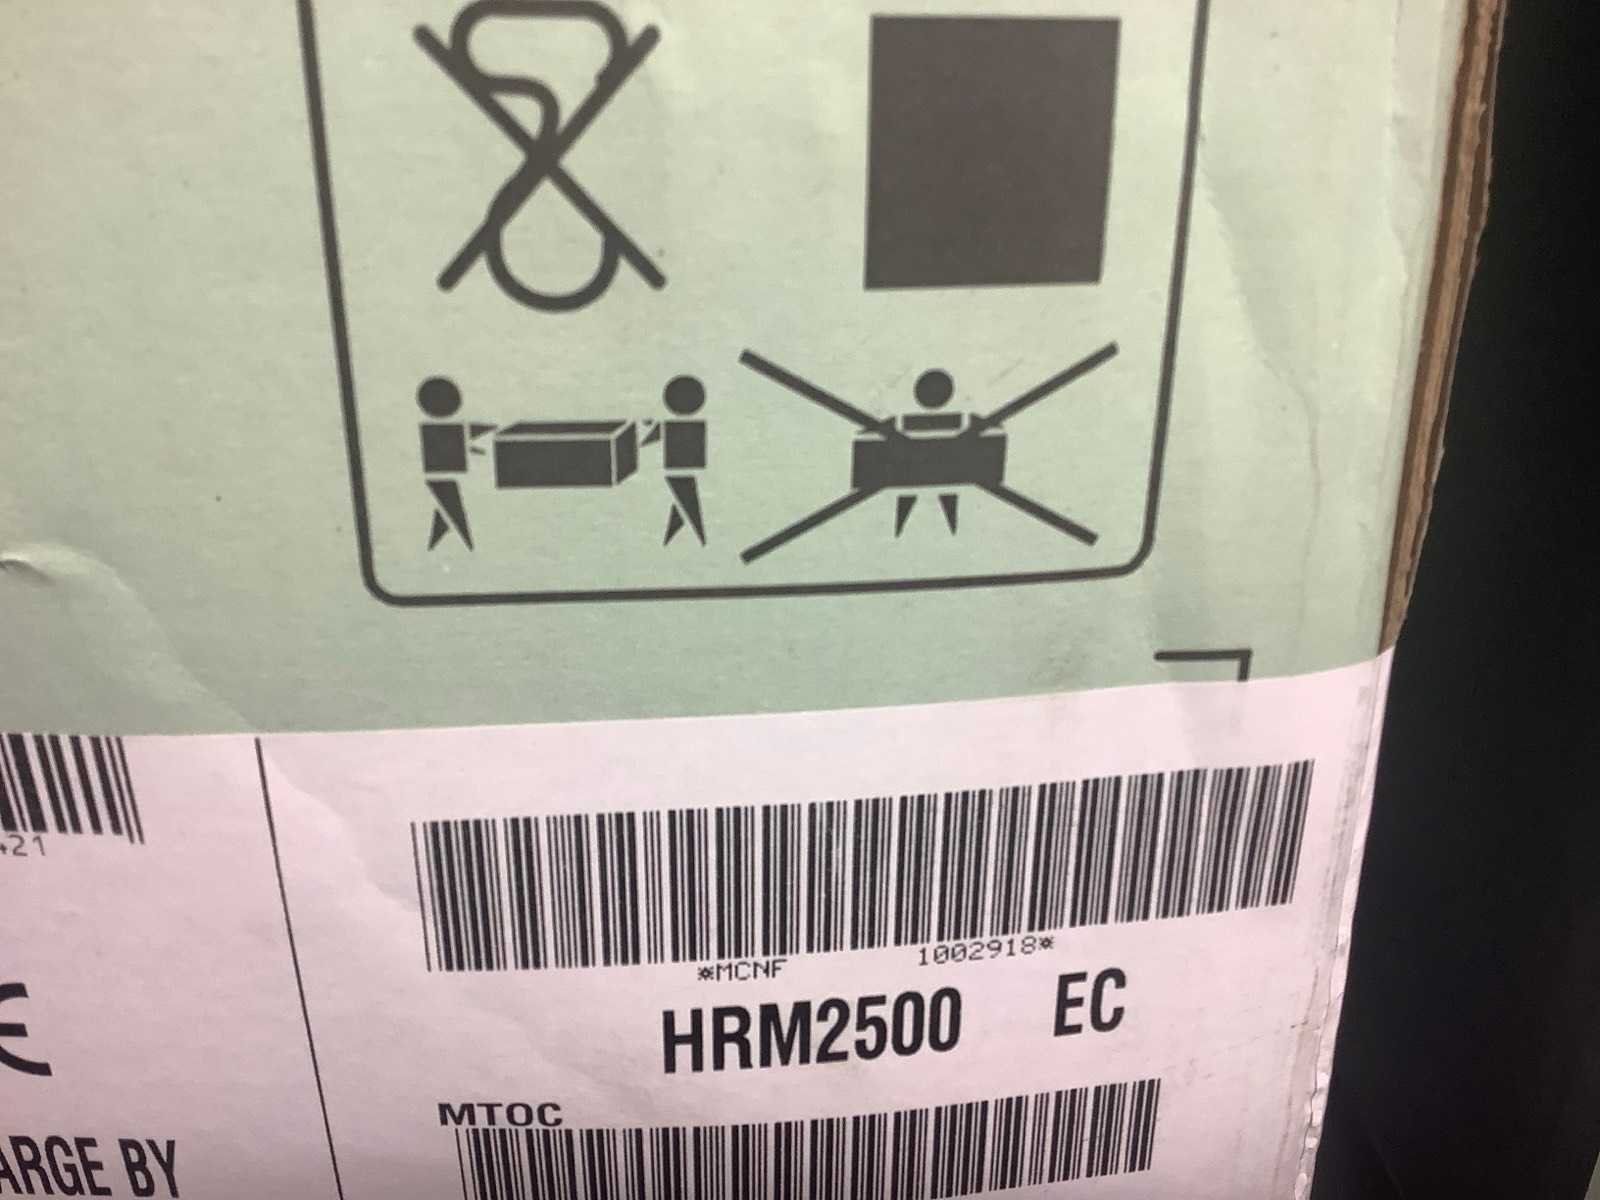 +21
*MCNF 1002918*
HRM2500 EC
MTOC
ARGE BY